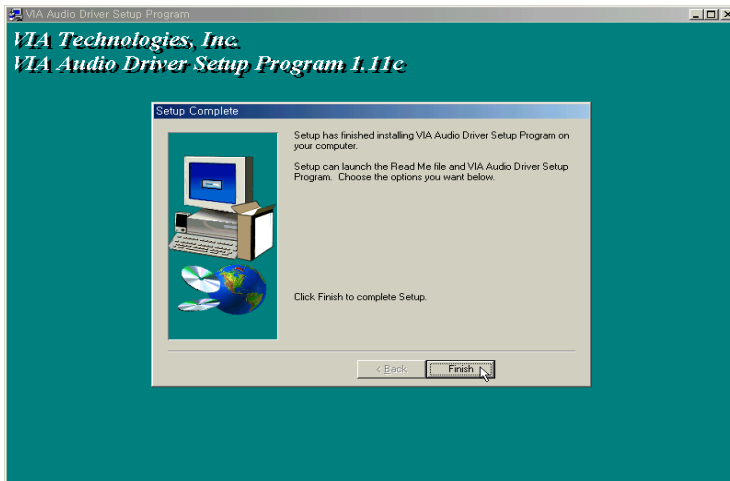 VIA Audio Driver Setup Program
VIA Technologies, Inc.
VIA Audio Driver Setup Program 1.11c
Setup Complete
Setup has finished installing VIA Audio Driver Setup Program on
your computer.
Setup can launch the Read Me file and VIA Audio Driver Setup
Program. Choose the options you want below.
Click Finish to complete Setup.
< Back
Finish